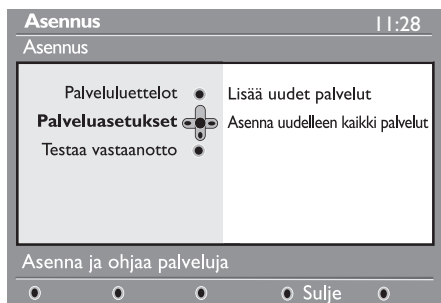 Asennus 11:28
Asennus
Palveluluettelot Lisää uudet palvelut
Palveluasetukset Asenna uudelleen kaikki palvelut
Testaa vastaanotto
Asenna ja ohjaa palveluja
Sulje